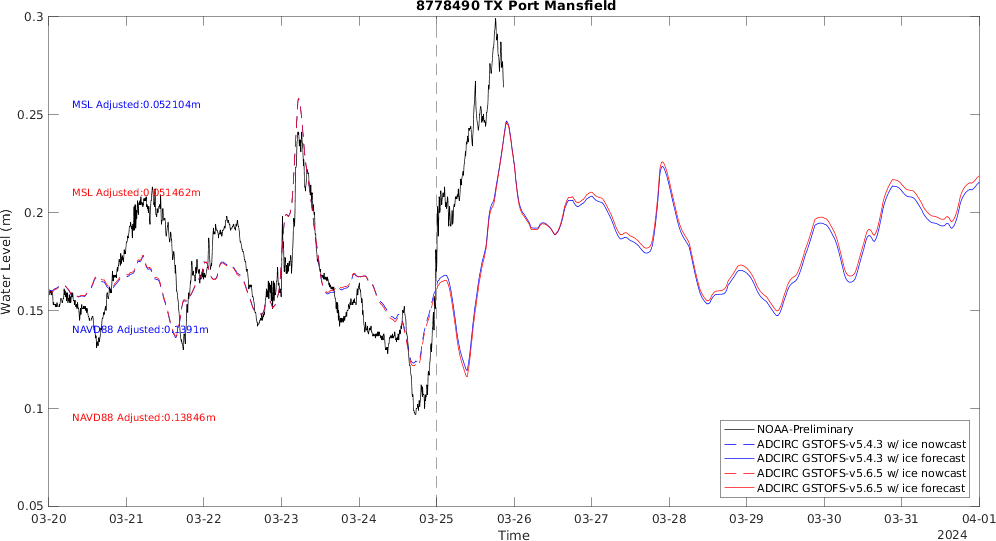 8778490 TX Port Mansfield
0.3
0.25
0.2
0.15
0.1
0.05
Water Level (m)
MSL Adjusted:0.052104m
MSL Adjusted:0.051462m
NAVD88 Adjusted:0.1391m
NAVD88 Adjusted:0.13846m
NOAA-Preliminary
ADCIRC GSTOFS-v5.4.3 w/ ice nowcast
ADCIRC GSTOFS-v5.4.3 w/ ice forecast
ADCIRC GSTOFS-v5.6.5 w/ ice nowcast
ADCIRC GSTOFS-v5.6.5 w/ ice forecast
03-20 03-21 03-22 03-23 03-24 03-25 03-26 03-27 03-28 03-29 03-30 03-31 04-01
Time
2024